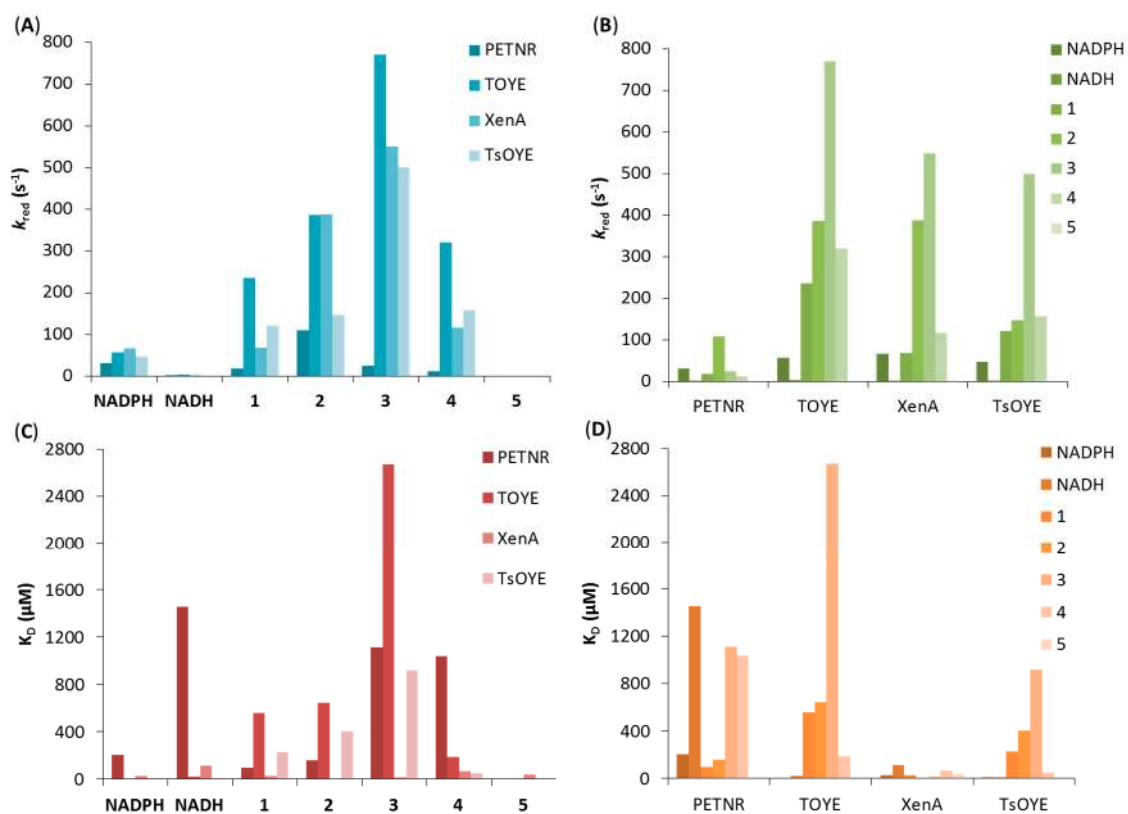 (A)
800
700
600
500
400
300
200
100
0
k_red (s⁻¹)
PETNR
TOYE
XenA
TsOYE
NADPH NADH 1 2 3 4 5
(B)
800
700
600
500
400
300
200
100
0
k_red (s⁻¹)
NADPH
NADH
1
2
3
4
5
PETNR TOYE XenA TsOYE
(C)
2800
2400
2000
1600
1200
800
400
0
K_D (µM)
PETNR
TOYE
XenA
TsOYE
NADPH NADH 1 2 3 4 5
(D)
2800
2400
2000
1600
1200
800
400
0
K_D (µM)
NADPH
NADH
1
2
3
4
5
PETNR TOYE XenA TsOYE